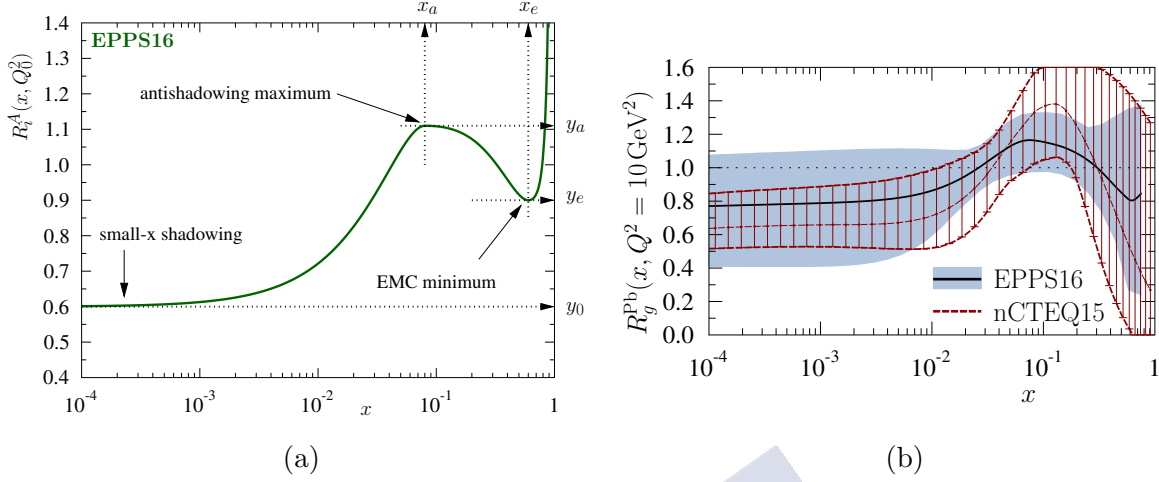 x_a x_e
EPPS16
R_i^A(x, Q_0^2)
1.4
1.3
1.2
1.1
1.0
0.9
0.8
0.7
0.6
0.5
0.4
antishadowing maximum
y_a
y_e
small-x shadowing
EMC minimum
y_0
10^-4 10^-3 10^-2 10^-1 1
x
(a)
R_g^Pb(x, Q^2 = 10 GeV^2)
1.6
1.4
1.2
1.0
0.8
0.6
0.4
0.2
0.0
EPPS16
nCTEQ15
10^-4 10^-3 10^-2 10^-1 1
x
(b)